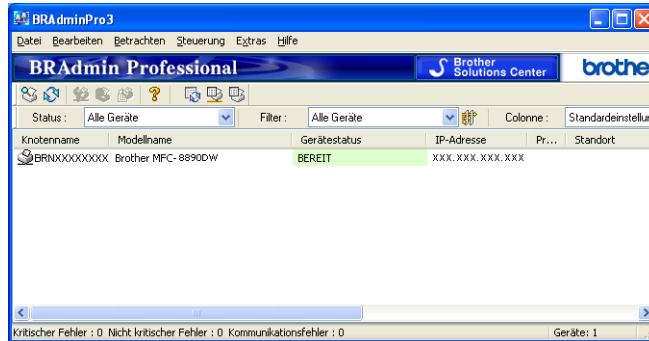 BRAdminPro3
Datei Bearbeiten Betrachten Steuerung Extras Hilfe
BRAdmin Professional Brother Solutions Center brothe
Status : Alle Geräte Filter : Alle Geräte Colonne : Standardeinstellur
Knotenname Modellname Gerätestatus IP-Adresse Pr... Standort
BRNXXXXXXXX Brother MFC-8890DW BEREIT XXX.XXX.XXX.XXX
Kritischer Fehler : 0 Nicht kritischer Fehler : 0 Kommunikationsfehler : 0 Geräte: 1